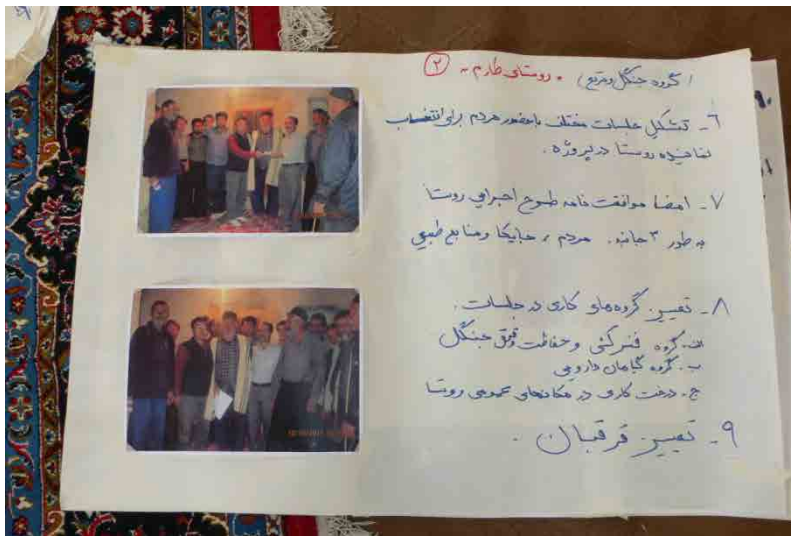 (گروه جنگل و مرتع) • روستای طارم ۲
۶- تشکیل جلسات مختلف با حضور مردم برای انتخاب
نماینده روستا در پروژه.
۷- امضا موافقت نامه طرح اجرایی روستا
به طور ۳ جانبه. مردم، جایکا و منابع طبیعی
۸- تعیین گروه‌های کاری در جلسات.
الف. گروه فنس کشی و حفاظت و قرق جنگل
ب. گروه گیاهان دارویی
ج. درخت کاری در مکانهای عمومی روستا
۹- تعیین قرقبان.